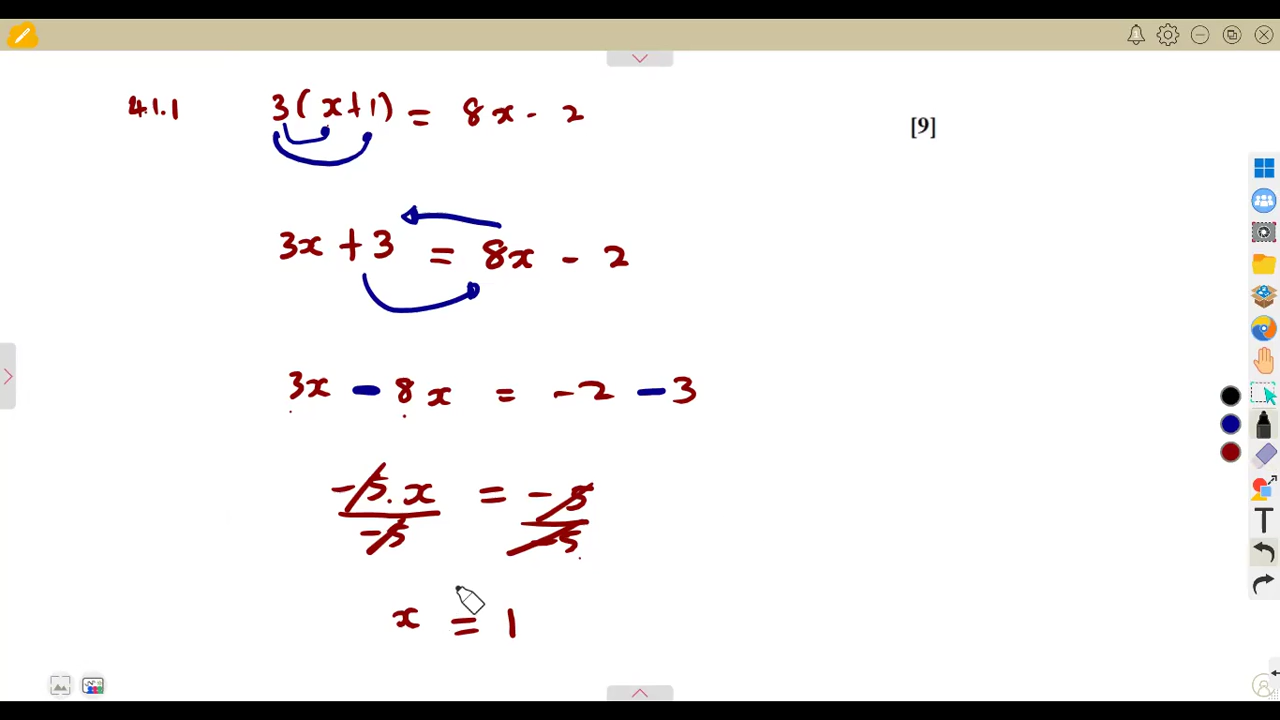 4.1.1 3(x+1) = 8x - 2
[9]
3x + 3 = 8x - 2
3x - 8x = -2 - 3
-5.x = -5
-5 -5
x = 1
T